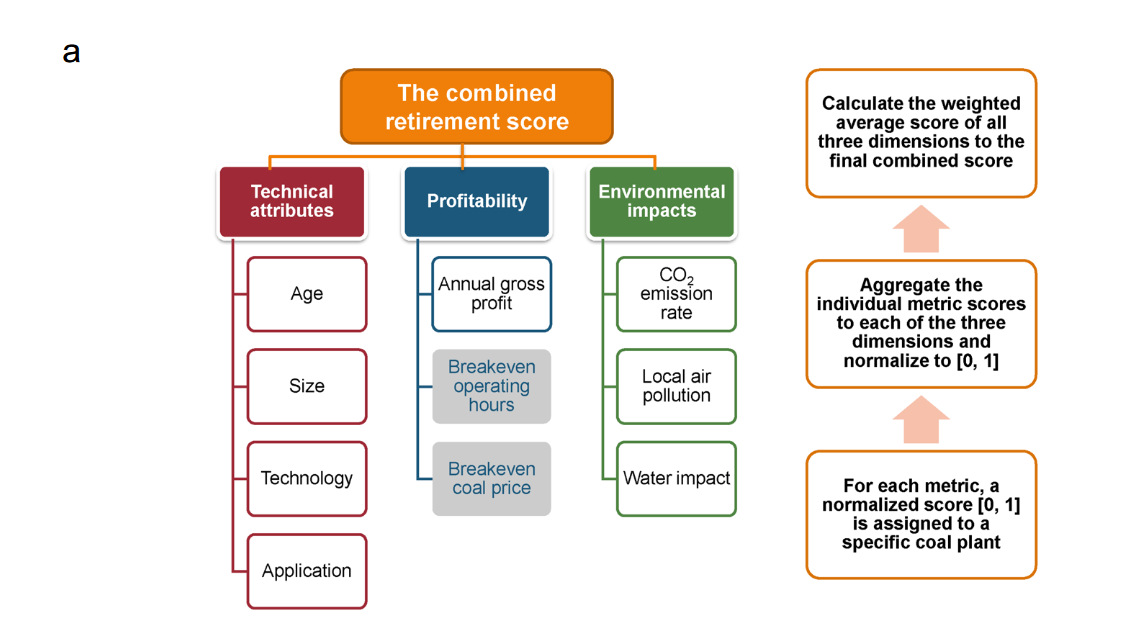 a
The combined
retirement score
Technical
attributes
Age
Size
Technology
Application
Profitability
Annual gross
profit
Breakeven
operating
hours
Breakeven
coal price
Environmental
impacts
CO₂
emission
rate
Local air
pollution
Water impact
Calculate the weighted
average score of all
three dimensions to the
final combined score
Aggregate the
individual metric scores
to each of the three
dimensions and
normalize to [0, 1]
For each metric, a
normalized score [0, 1]
is assigned to a
specific coal plant